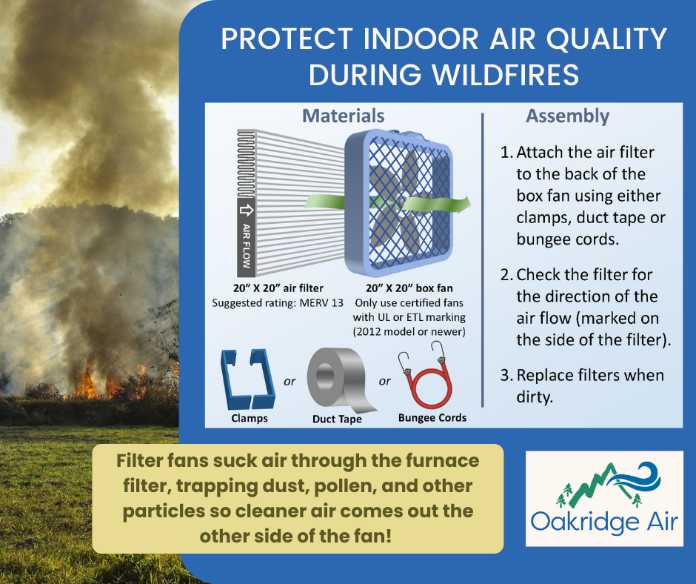 PROTECT INDOOR AIR QUALITY
DURING WILDFIRES
Materials
AIR FLOW
20” X 20” air filter
Suggested rating: MERV 13
20” X 20” box fan
Only use certified fans
with UL or ETL marking
(2012 model or newer)
or
or
Clamps
Duct Tape
Bungee Cords
Assembly
1. Attach the air filter
to the back of the
box fan using either
clamps, duct tape or
bungee cords.
2. Check the filter for
the direction of the
air flow (marked on
the side of the filter).
3. Replace filters when
dirty.
Filter fans suck air through the furnace
filter, trapping dust, pollen, and other
particles so cleaner air comes out the
other side of the fan!
Oakridge Air